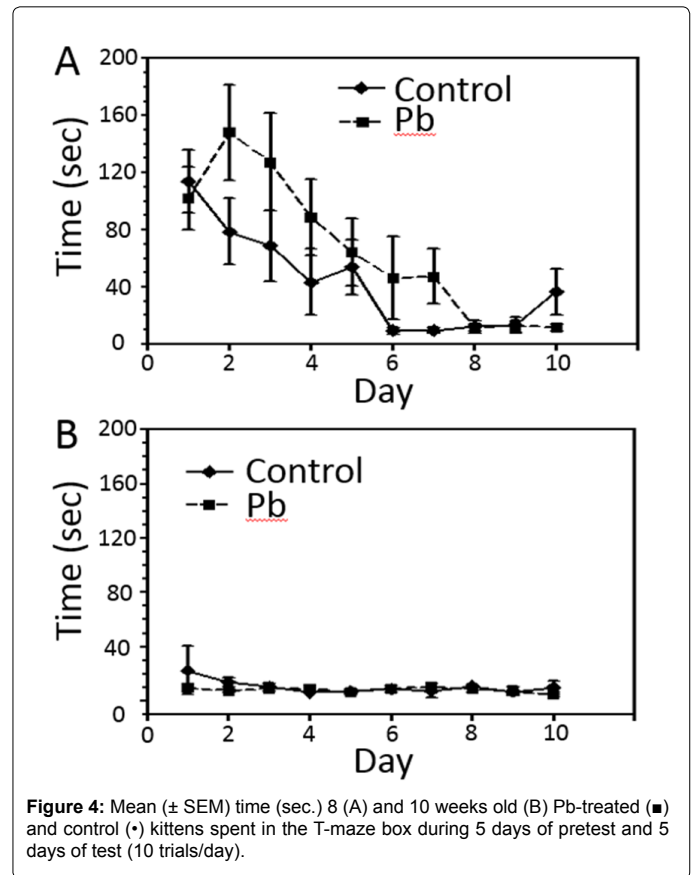 A
200
160
120
80
40
0
Time (sec)
Control
Pb
0 2 4 6 8 10
Day
B
200
160
120
80
40
0
Time (sec)
Control
Pb
0 2 4 6 8 10
Day
Figure 4: Mean (± SEM) time (sec.) 8 (A) and 10 weeks old (B) Pb-treated (■)
and control (•) kittens spent in the T-maze box during 5 days of pretest and 5
days of test (10 trials/day).